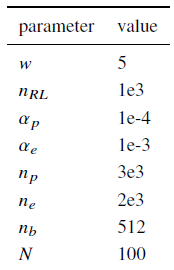 parameter value
w 5
n_RL 1e3
α_p 1e-4
α_e 1e-3
n_p 3e3
n_e 2e3
n_b 512
N 100